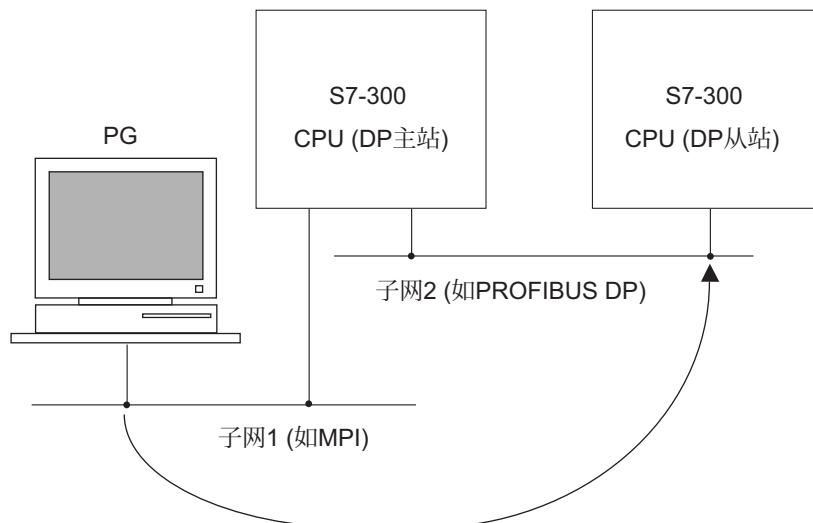 PG
S7-300
CPU (DP主站)
S7-300
CPU (DP从站)
子网2 (如PROFIBUS DP)
子网1 (如MPI)